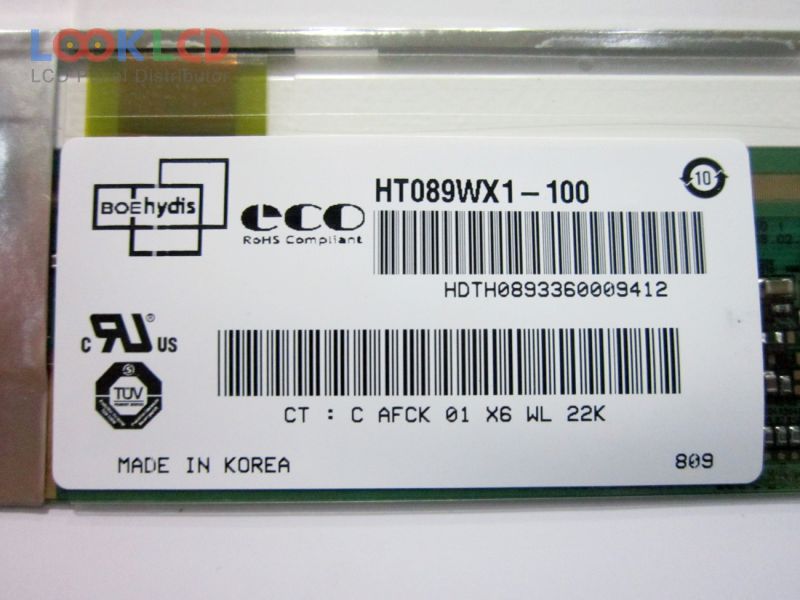 LOOKLCD
LCD Panel Distributor
BOEhydis
eco
RoHS Compliant
HT089WX1-100
10
HDTH0893360009412
c RU ® US
TÜV
CT : C AFCK 01 X6 WL 22K
MADE IN KOREA
809